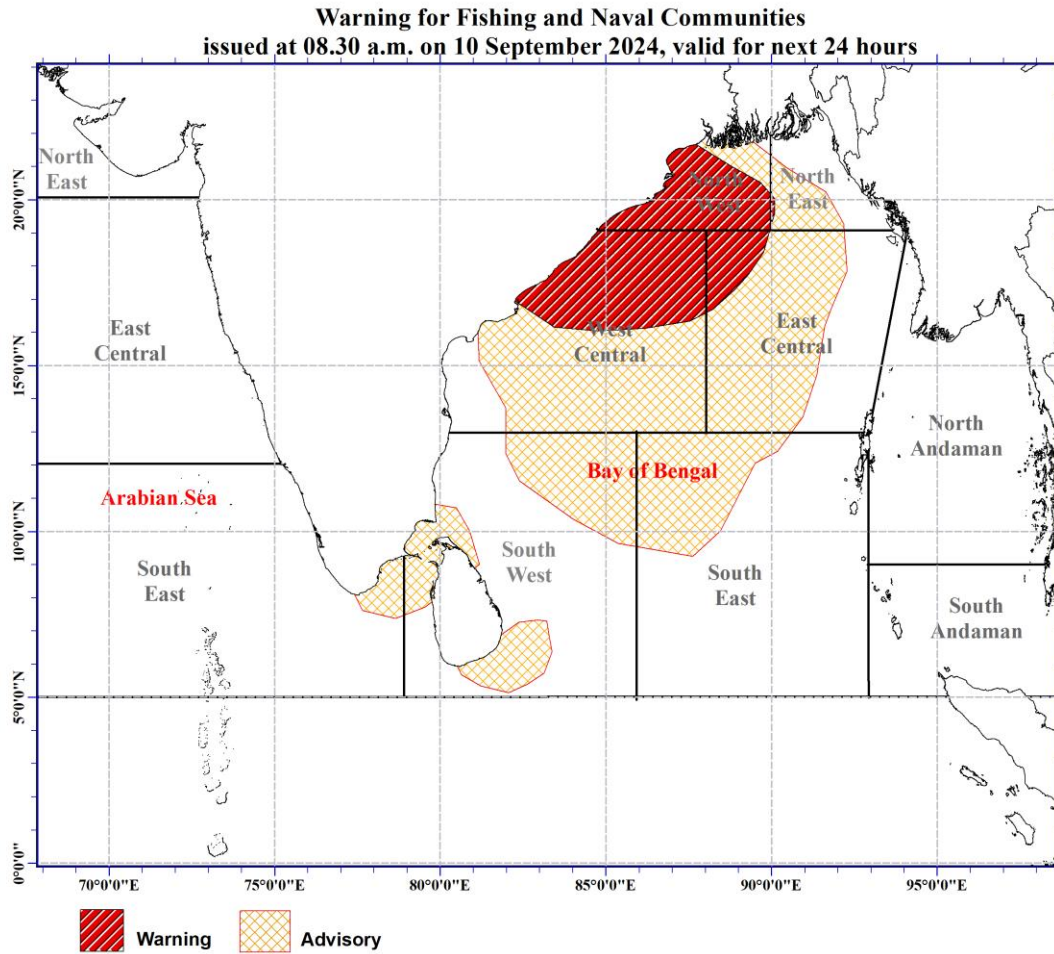 Warning for Fishing and Naval Communities
issued at 08.30 a.m. on 10 September 2024, valid for next 24 hours
North
East
North
West
North
East
20°0'0"N
East
Central
West
Central
East
Central
15°0'0"N
North
Andaman
Arabian Sea
Bay of Bengal
10°0'0"N
South
East
South
West
South
East
South
Andaman
5°0'0"N
0°0'0"
70°0'0"E
75°0'0"E
80°0'0"E
85°0'0"E
90°0'0"E
95°0'0"E
Warning
Advisory